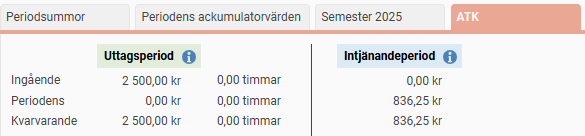 Periodsummor Periodens ackumulatorvärden Semester 2025 ATK
Uttagsperiod i Intjänandeperiod i
Ingående 2 500,00 kr 0,00 timmar 0,00 kr
Periodens 0,00 kr 0,00 timmar 836,25 kr
Kvarvarande 2 500,00 kr 0,00 timmar 836,25 kr